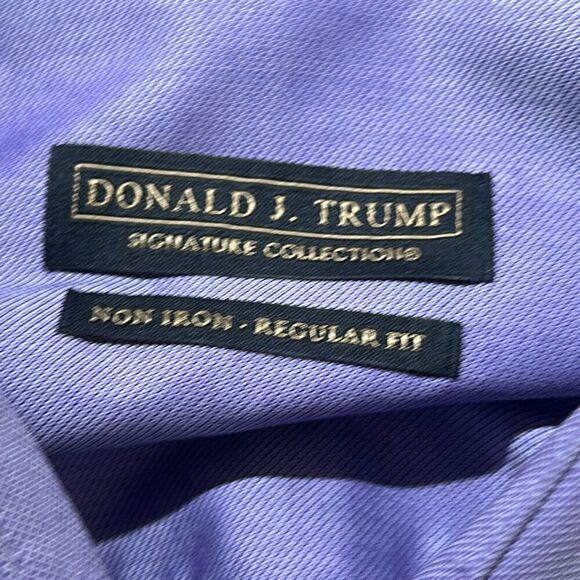 DONALD J. TRUMP
SIGNATURE COLLECTION®
NON IRON - REGULAR FIT